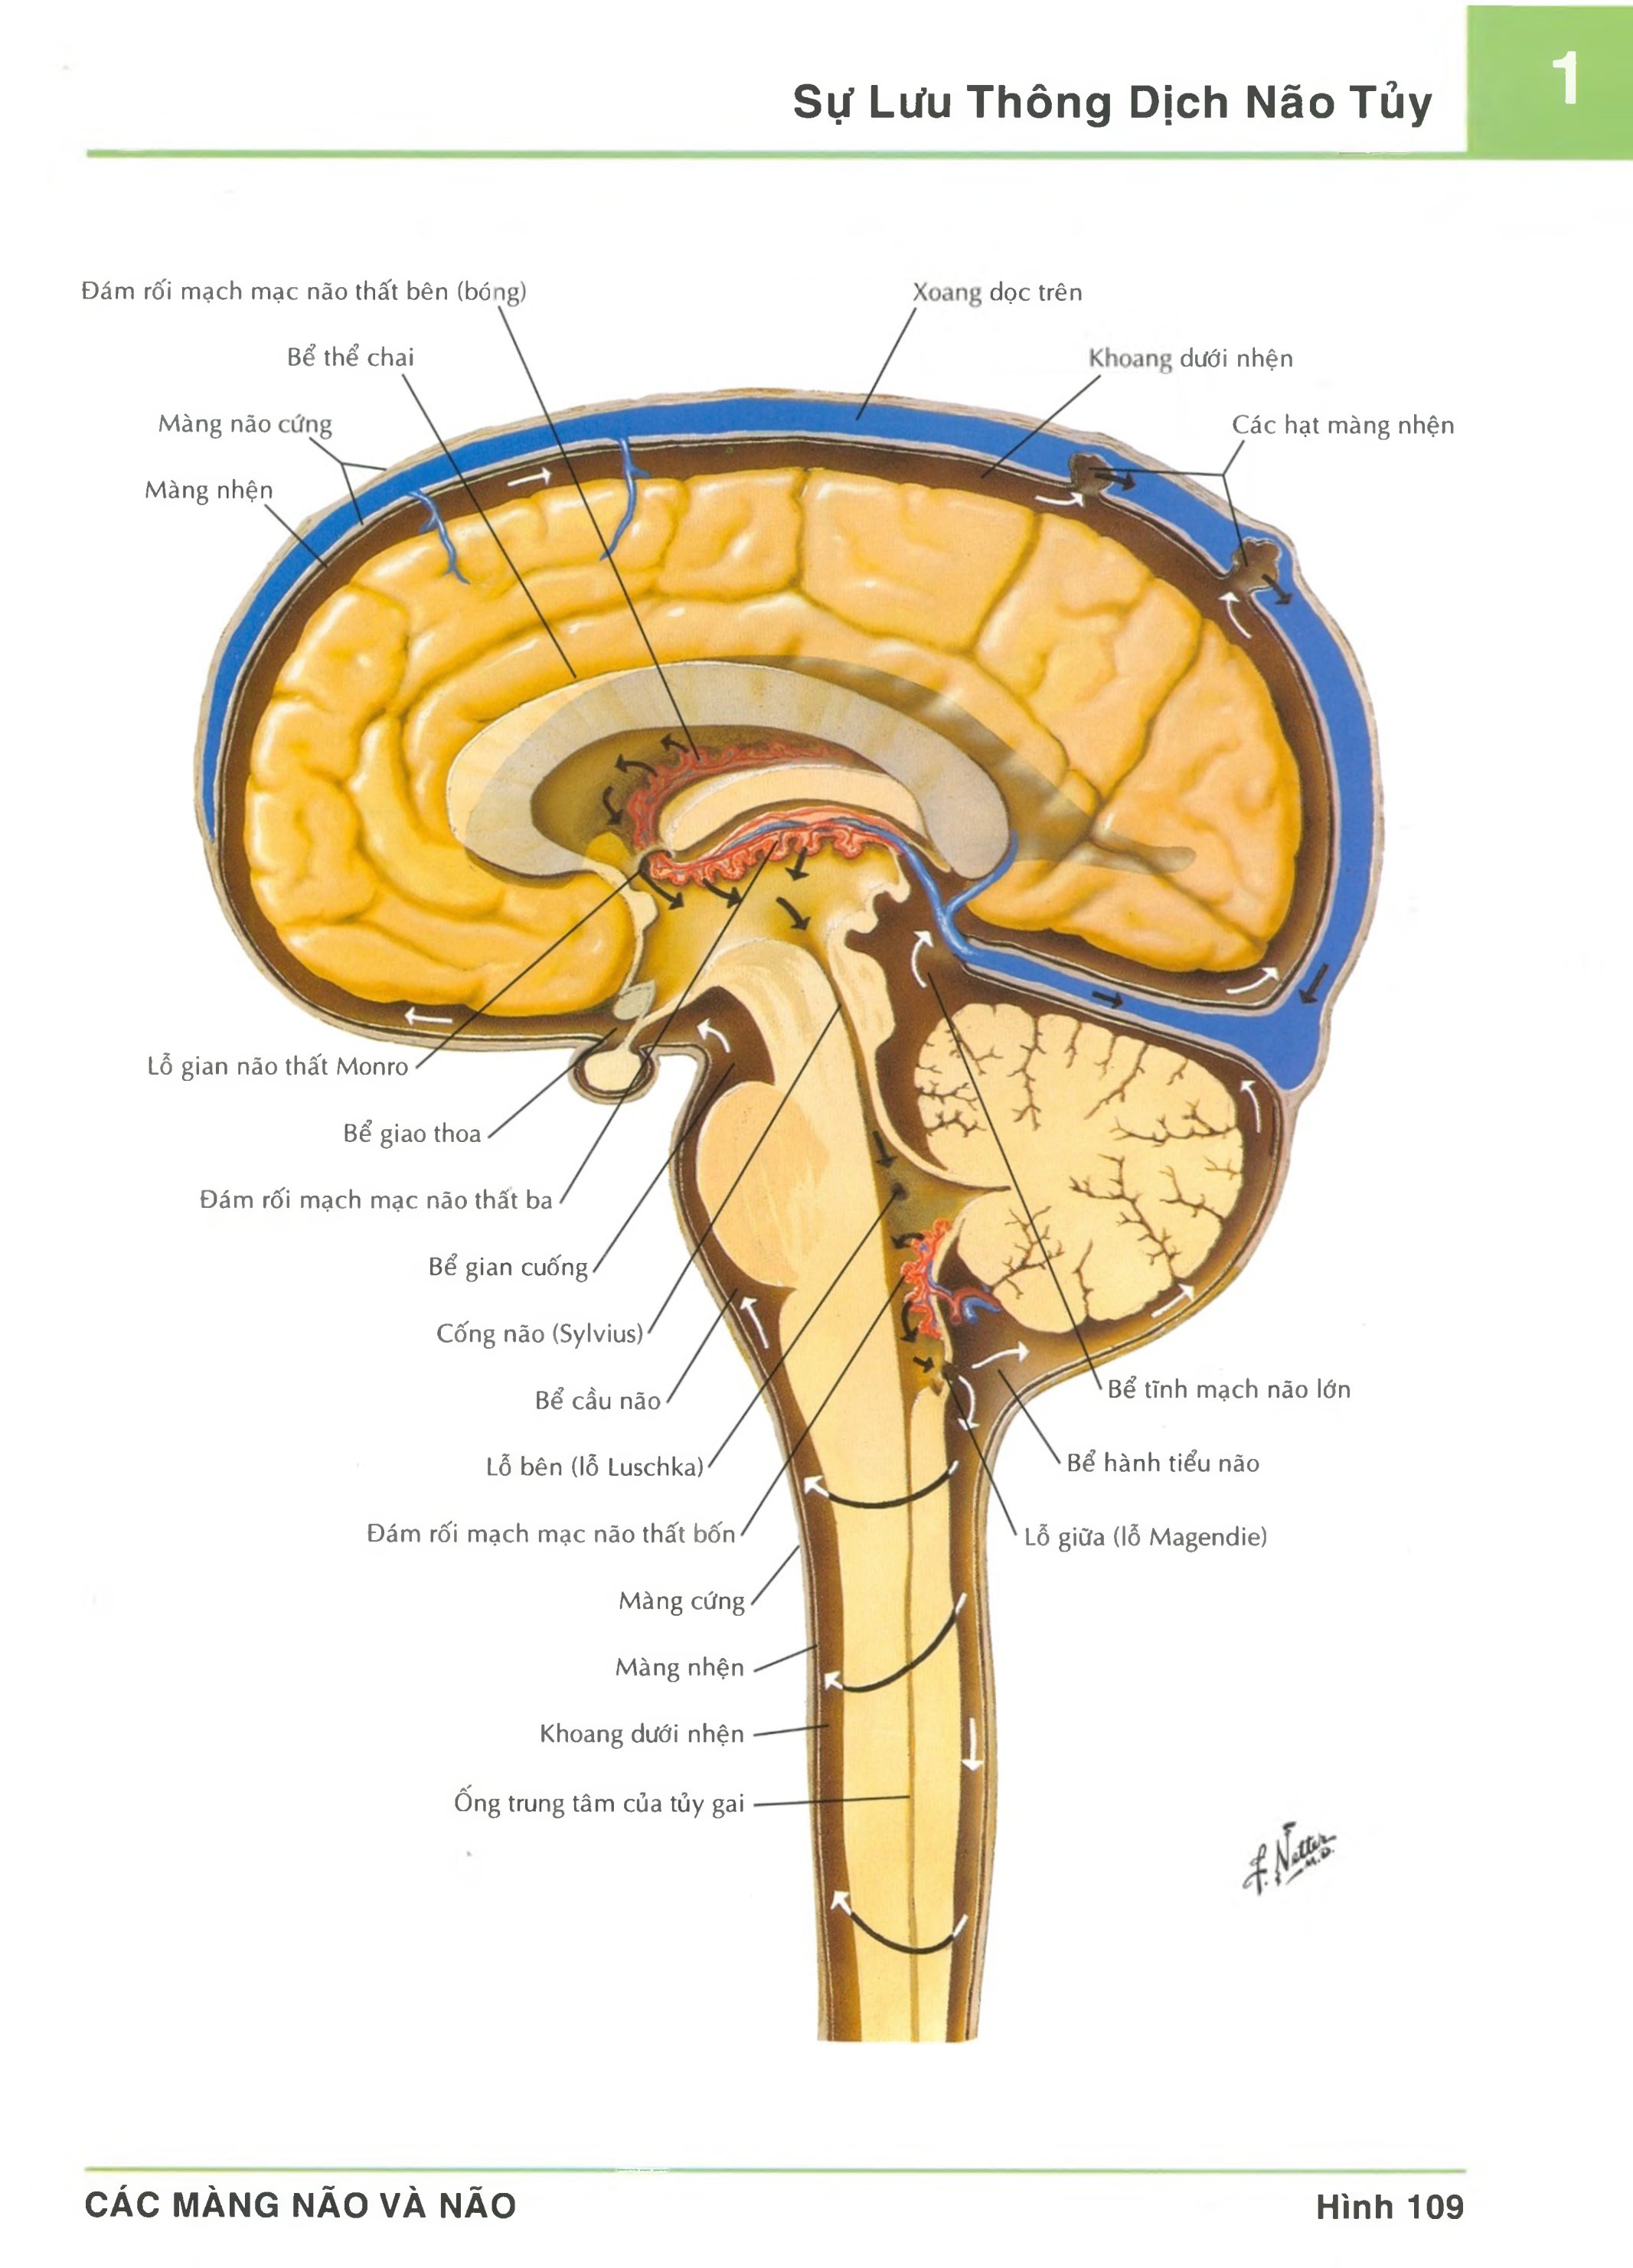 1
Sự Lưu Thông Dịch Não Tủy
Đám rối mạch mạc não thất bên (bóng)
Xoang dọc trên
Bể thể chai
Khoang dưới nhện
Màng não cứng
Các hạt màng nhện
Màng nhện
Lỗ gian não thất Monro
Bể giao thoa
Đám rối mạch mạc não thất ba
Bể gian cuống
Cống não (Sylvius)
Bể cầu não
Lỗ bên (lỗ Luschka)
Đám rối mạch mạc não thất bốn
Màng cứng
Màng nhện
Khoang dưới nhện
Ống trung tâm của tủy gai
Bể tĩnh mạch não lớn
Bể hành tiểu não
Lỗ giữa (lỗ Magendie)
F. Netter
M.D.
CÁC MÀNG NÃO VÀ NÃO
Hình 109